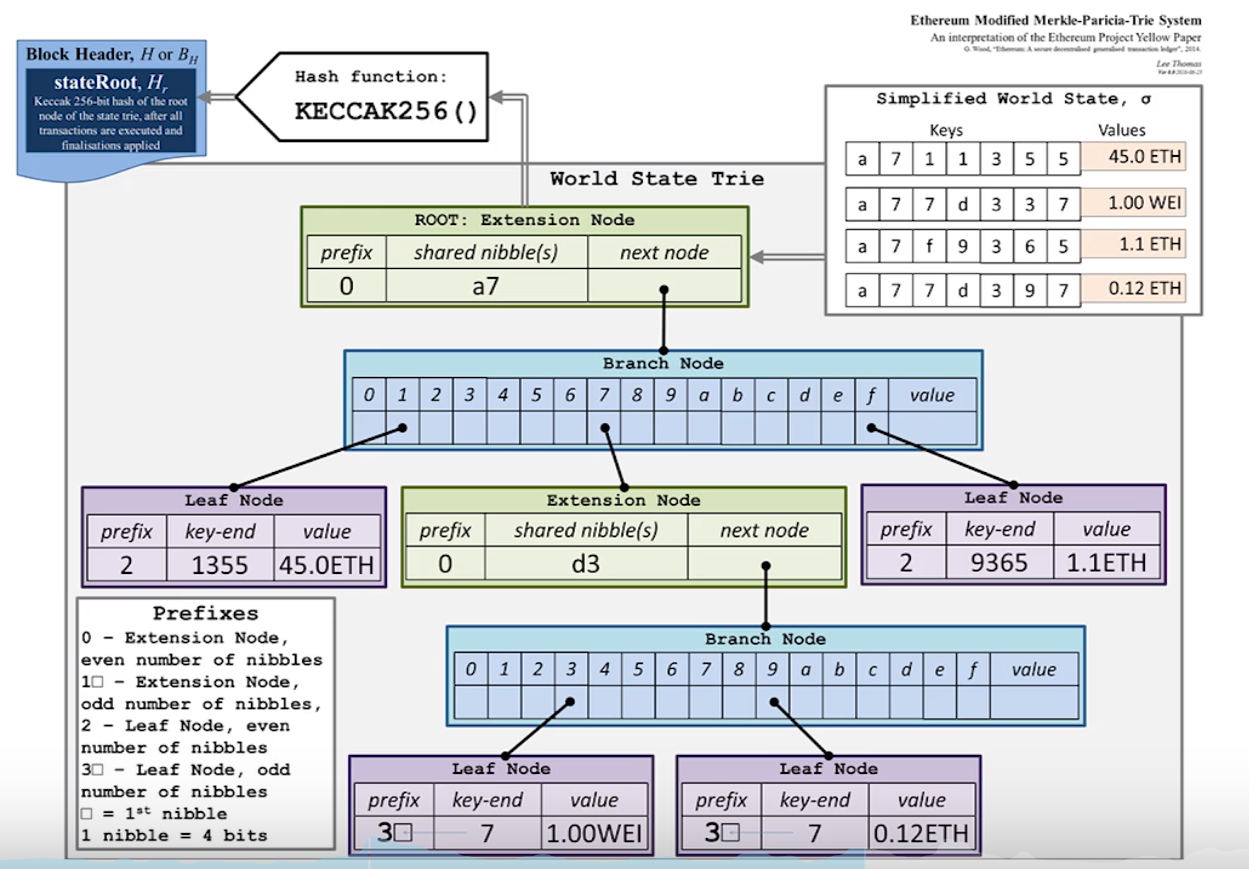 Ethereum Modified Merkle-Paricia-Trie System
An interpretation of the Ethereum Project Yellow Paper
G. Wood, "Ethereum: A secure decentralised generalised transaction ledger", 2014.
Lee Thomas
Block Header, H or B_H
stateRoot, H_r
Keccak 256-bit hash of the root
node of the state trie, after all
transactions are executed and
finalisations applied
Hash function:
KECCAK256()
Simplified World State, σ
Keys Values
a 7 1 1 3 5 5 45.0 ETH
a 7 7 d 3 3 7 1.00 WEI
a 7 f 9 3 6 5 1.1 ETH
a 7 7 d 3 9 7 0.12 ETH
World State Trie
ROOT: Extension Node
prefix shared nibble(s) next node
0 a7
Branch Node
0 1 2 3 4 5 6 7 8 9 a b c d e f value
Leaf Node
prefix key-end value
2 1355 45.0ETH
Extension Node
prefix shared nibble(s) next node
0 d3
Leaf Node
prefix key-end value
2 9365 1.1ETH
Branch Node
0 1 2 3 4 5 6 7 8 9 a b c d e f value
Leaf Node
prefix key-end value
3□ 7 1.00WEI
Leaf Node
prefix key-end value
3□ 7 0.12ETH
Prefixes
0 – Extension Node,
even number of nibbles
1□ – Extension Node,
odd number of nibbles,
2 – Leaf Node, even
number of nibbles
3□ – Leaf Node, odd
number of nibbles
□ = 1st nibble
1 nibble = 4 bits